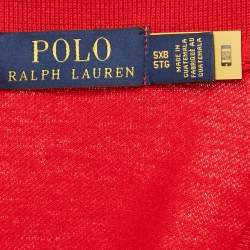 POLO
RALPH LAUREN
5XB
5TG
MADE IN
GUATEMALA
FABRIQUÉ AU
GUATEMALA